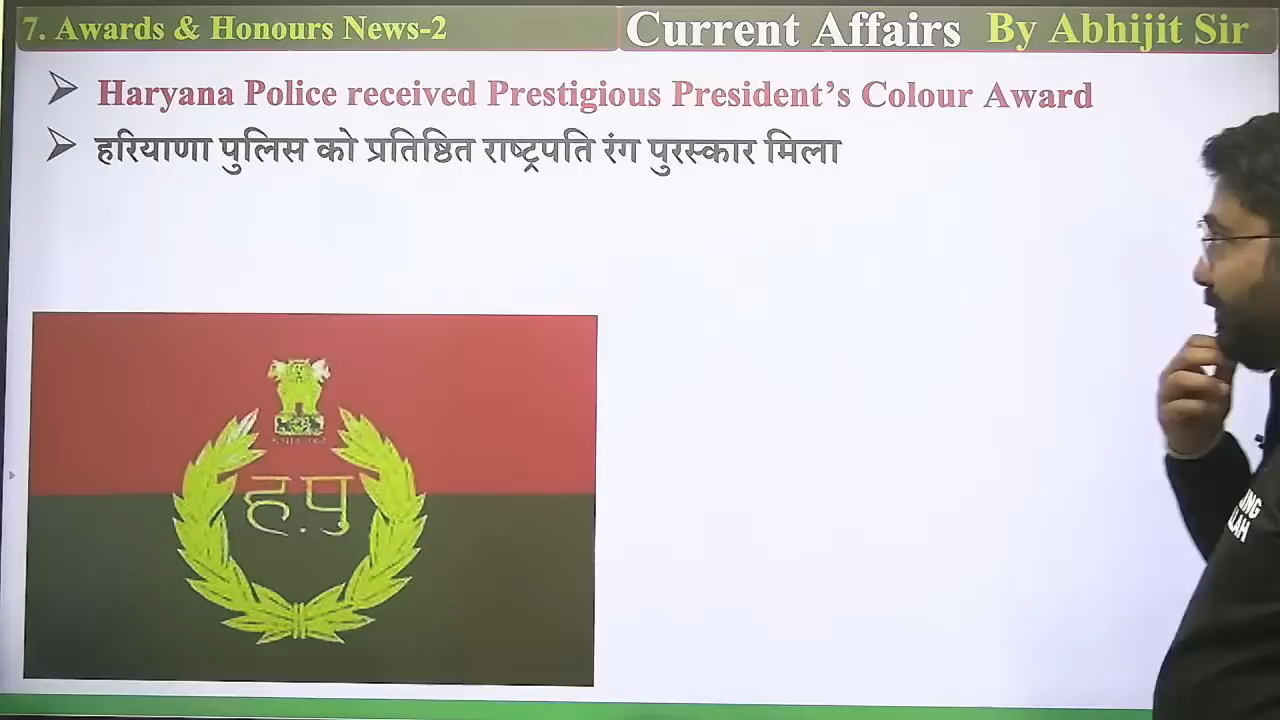 7. Awards & Honours News-2
Current Affairs By Abhijit Sir
Haryana Police received Prestigious President's Colour Award
हरियाणा पुलिस को प्रतिष्ठित राष्ट्रपति रंग पुरस्कार मिला
ह.पु